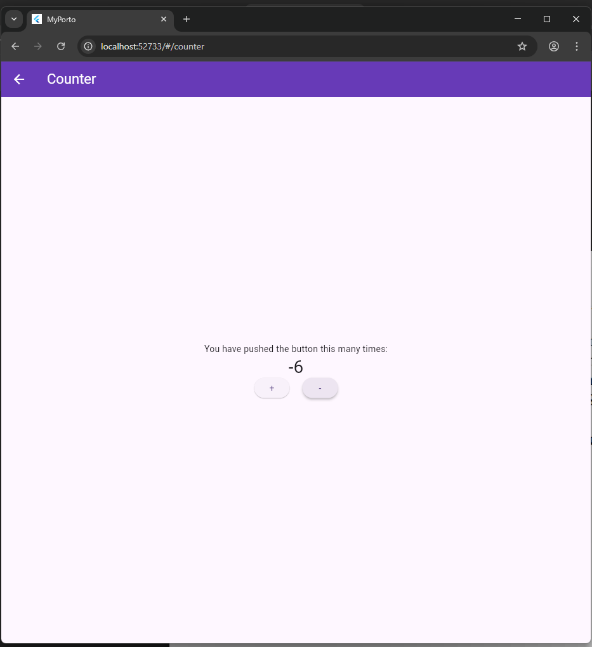 MyPorto
localhost:52733/#/counter
Counter
You have pushed the button this many times:
-6
+ -